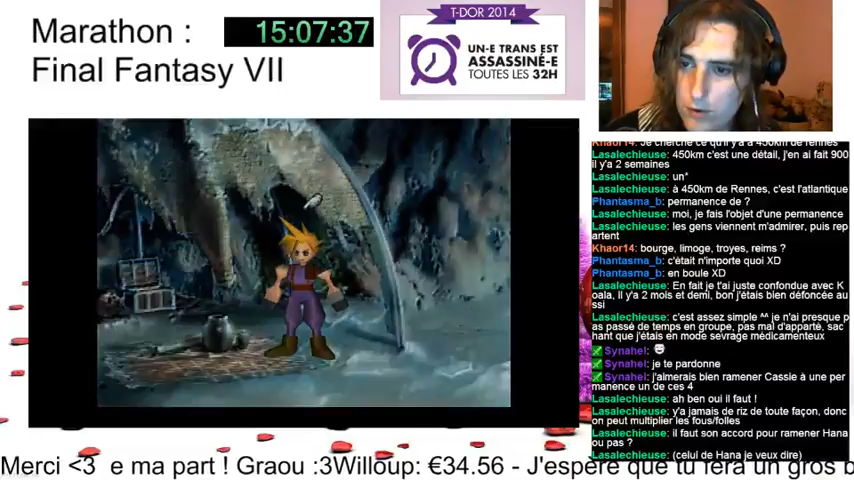 Marathon :
Final Fantasy VII
15:07:37
T-DOR 2014
UN·E TRANS EST
ASSASSINÉ·E
TOUTES LES 32H
Khaor14: Je cherche ce qu'il y'a à 450km de rennes
Lasalechieuse: 450km c'est une détail, j'en ai fait 900
il y'a 2 semaines
Lasalechieuse: un*
Lasalechieuse: à 450km de Rennes, c'est l'atlantique
Phantasma_b: permanence de ?
Lasalechieuse: moi, je fais l'objet d'une permanence
Lasalechieuse: les gens viennent m'admirer, puis rep
artent
Khaor14: bourge, limoge, troyes, reims ?
Phantasma_b: c'était n'importe quoi XD
Phantasma_b: en boule XD
Lasalechieuse: En fait je t'ai juste confondue avec K
oala, Il y'a 2 mois et demi, bon j'étais bien défoncée au
ssi
Lasalechieuse: c'est assez simple ^^ je n'ai presque p
as passé de temps en groupe, pas mal d'apparté, sac
hant que j'étais en mode sevrage médicamenteux
Synahel:
Synahel: je te pardonne
Synahel: j'aimerais bien ramener Cassie à une per
manence un de ces 4
Lasalechieuse: ah ben oui il faut !
Lasalechieuse: y'a jamais de riz de toute façon, donc
on peut multiplier les fous/folles
Lasalechieuse: il faut son accord pour ramener Hana
ou pas ?
Lasalechieuse: (celui de Hana je veux dire)
Merci <3 e ma part ! Graou :3Willoup: €34.56 - J'espère que tu fera un gros b